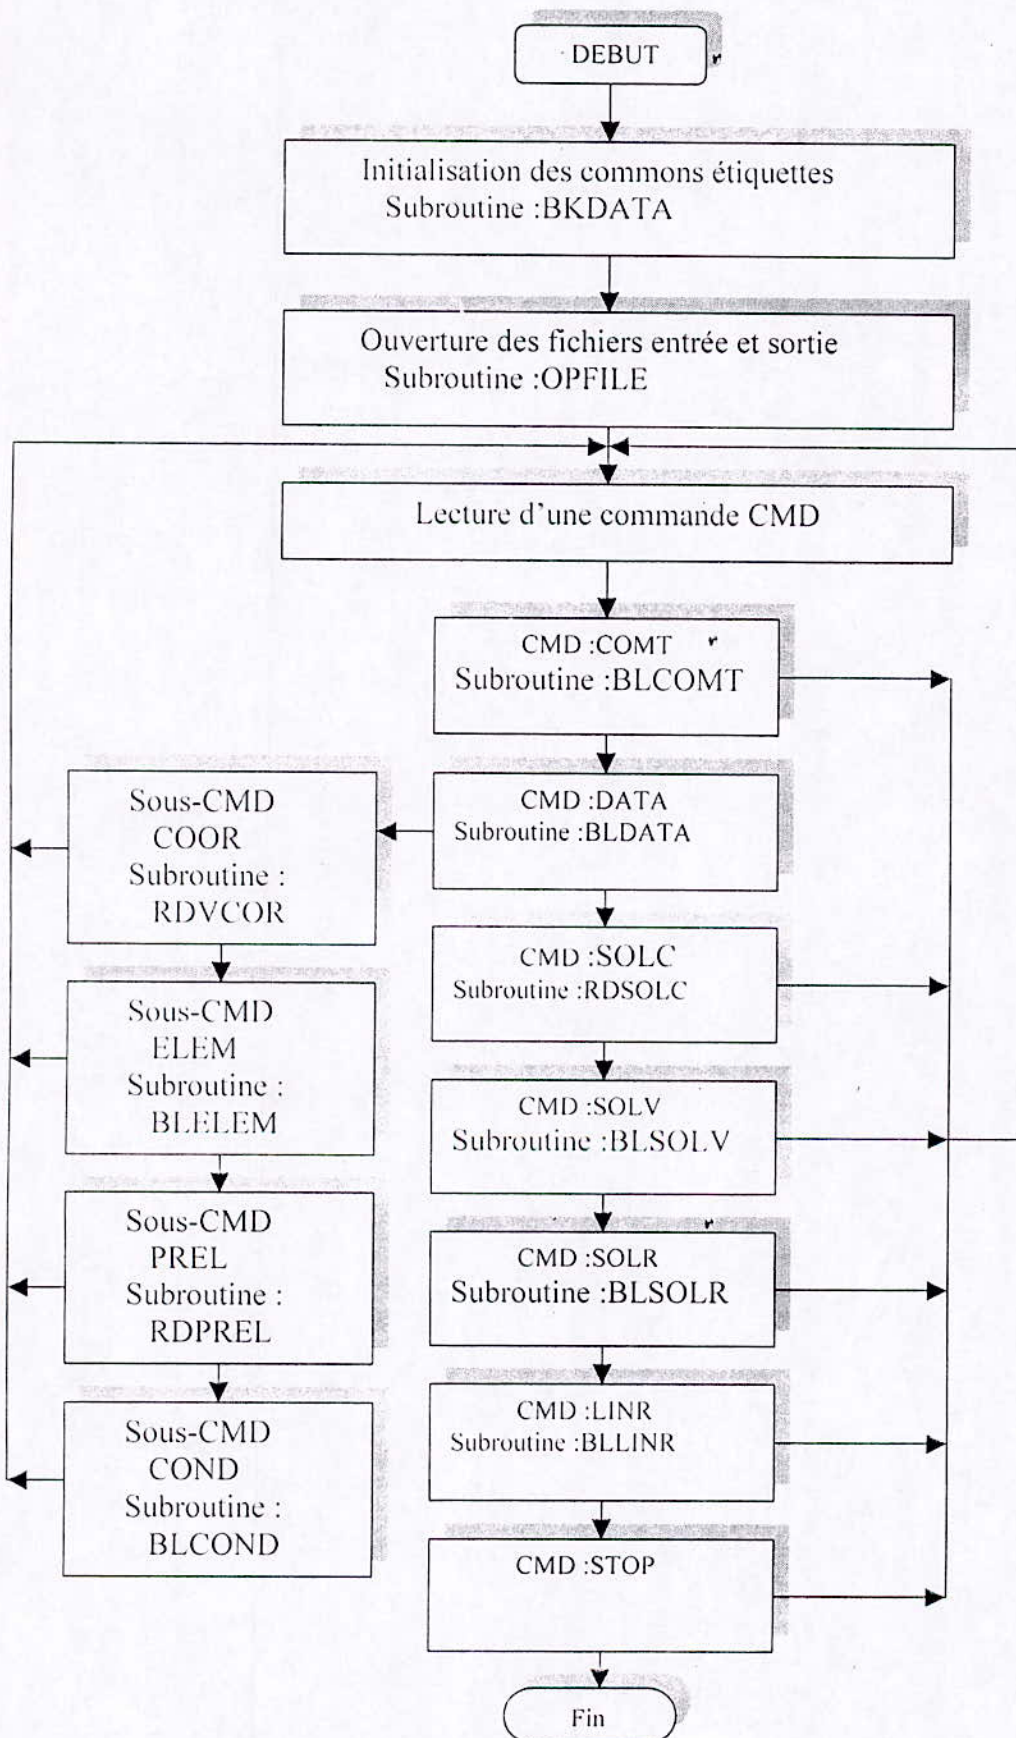 DEBUT
Initialisation des commons étiquettes
Subroutine :BKDATA
Ouverture des fichiers entrée et sortie
Subroutine :OPFILE
Lecture d'une commande CMD
CMD :COMT
Subroutine :BLCOMT
CMD :DATA
Subroutine :BLDATA
Sous-CMD
COOR
Subroutine :
RDVCOR
CMD :SOLC
Subroutine :RDSOLC
Sous-CMD
ELEM
Subroutine :
BLELEM
CMD :SOLV
Subroutine :BLSOLV
Sous-CMD
PREL
Subroutine :
RDPREL
CMD :SOLR
Subroutine :BLSOLR
Sous-CMD
COND
Subroutine :
BLCOND
CMD :LINR
Subroutine :BLLINR
CMD :STOP
Fin